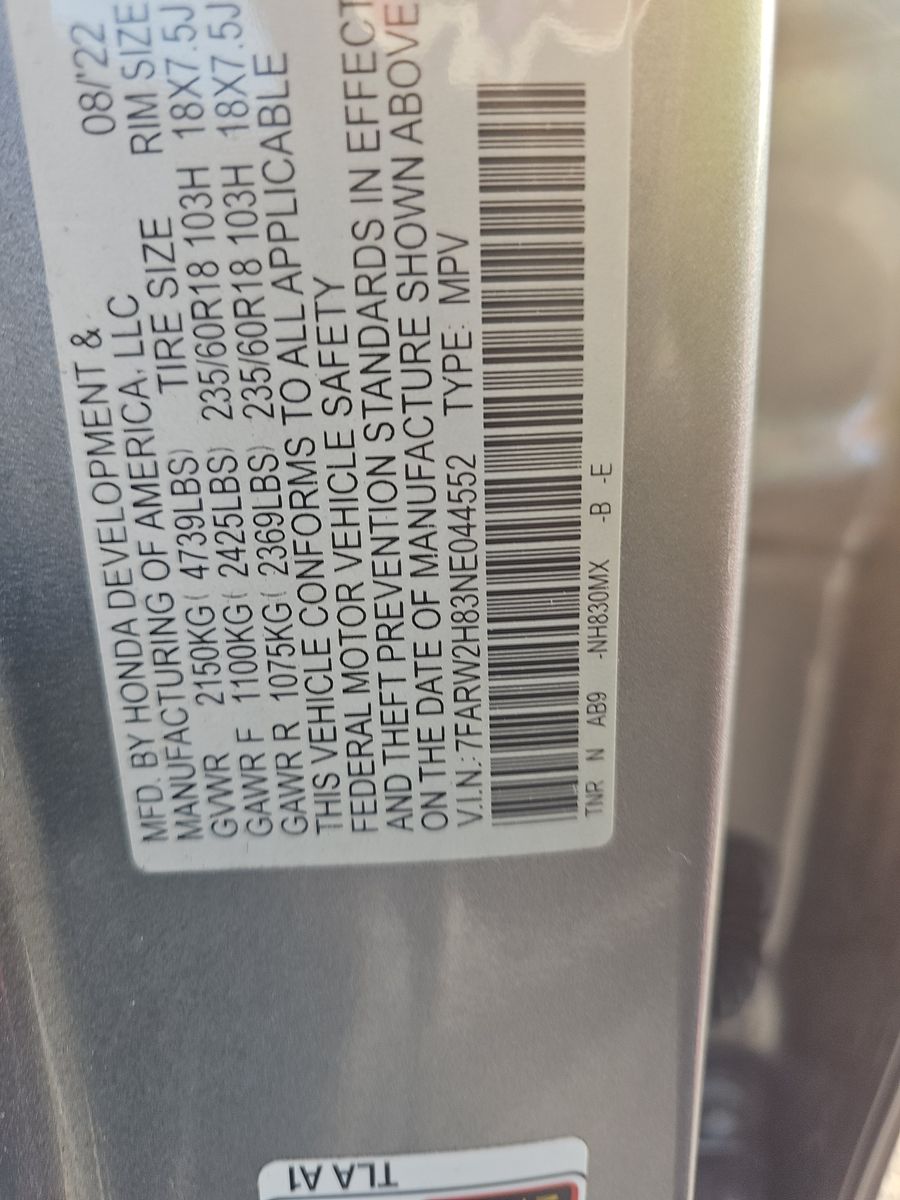 MFD. BY HONDA DEVELOPMENT & 08/'22
MANUFACTURING OF AMERICA, LLC
TIRE SIZE RIM SIZE
GVWR 2150KG( 4739LBS)
GAWR F 1100KG( 2425LBS) 235/60R18 103H 18X7.5J
GAWR R 1075KG( 2369LBS) 235/60R18 103H 18X7.5J
THIS VEHICLE CONFORMS TO ALL APPLICABLE
FEDERAL MOTOR VEHICLE SAFETY
AND THEFT PREVENTION STANDARDS IN EFFECT
ON THE DATE OF MANUFACTURE SHOWN ABOVE
V.I.N.: 7FARW2H83NE044552 TYPE: MPV
TNR N AB9 -NH830MX -B -E
TLA A1